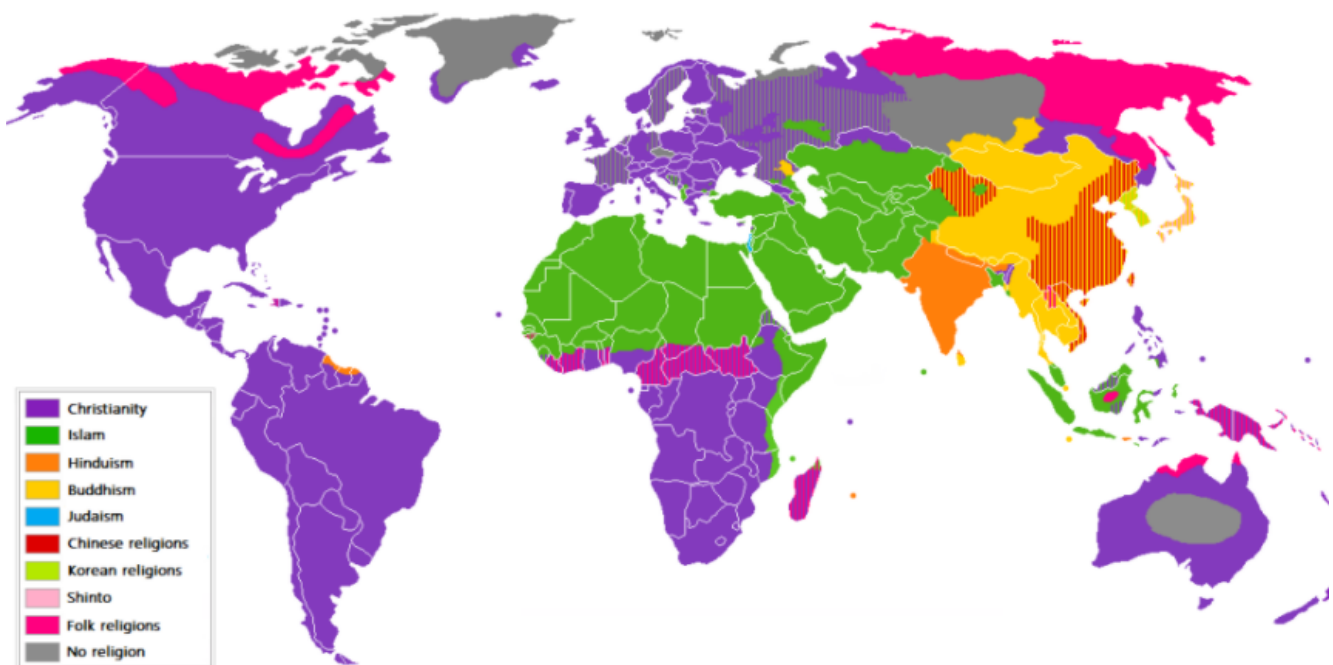 Christianity
Islam
Hinduism
Buddhism
Judaism
Chinese religions
Korean religions
Shinto
Folk religions
No religion